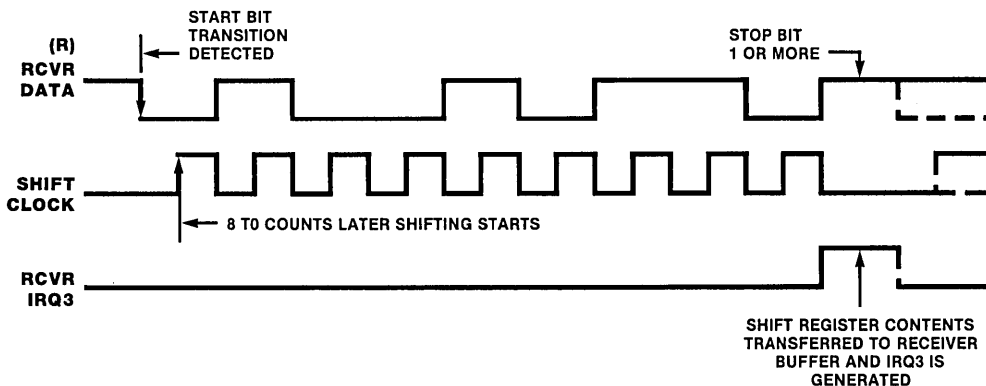 START BIT
TRANSITION
DETECTED
STOP BIT
1 OR MORE
(R)
RCVR
DATA
SHIFT
CLOCK
8 T0 COUNTS LATER SHIFTING STARTS
RCVR
IRQ3
SHIFT REGISTER CONTENTS
TRANSFERRED TO RECEIVER
BUFFER AND IRQ3 IS
GENERATED